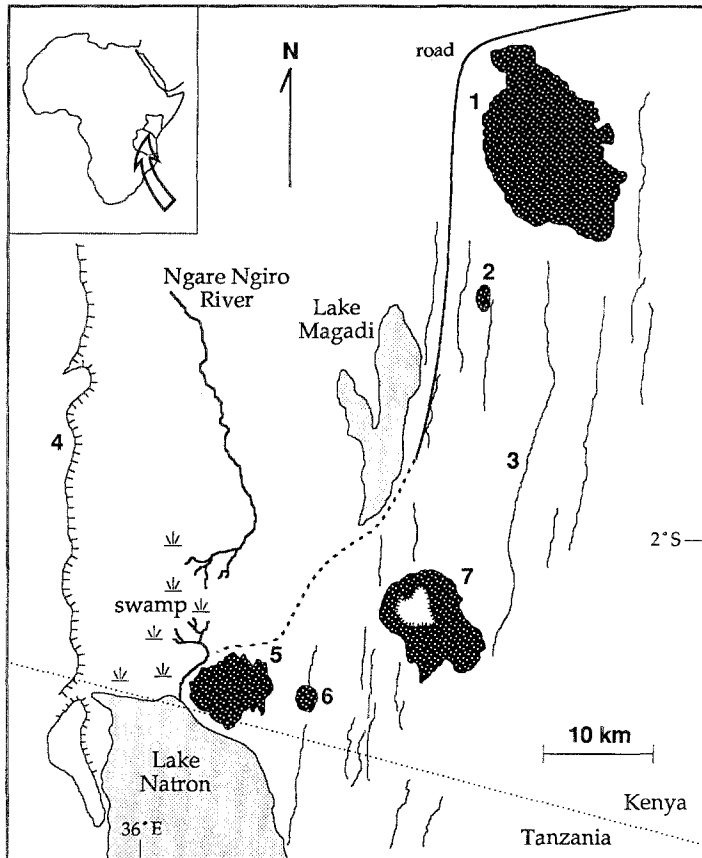 road
N
1
Ngare Ngiro
River
2
Lake
Magadi
4
3
2°S
7
swamp
5
6
10 km
Lake
Natron
Kenya
36°E
Tanzania